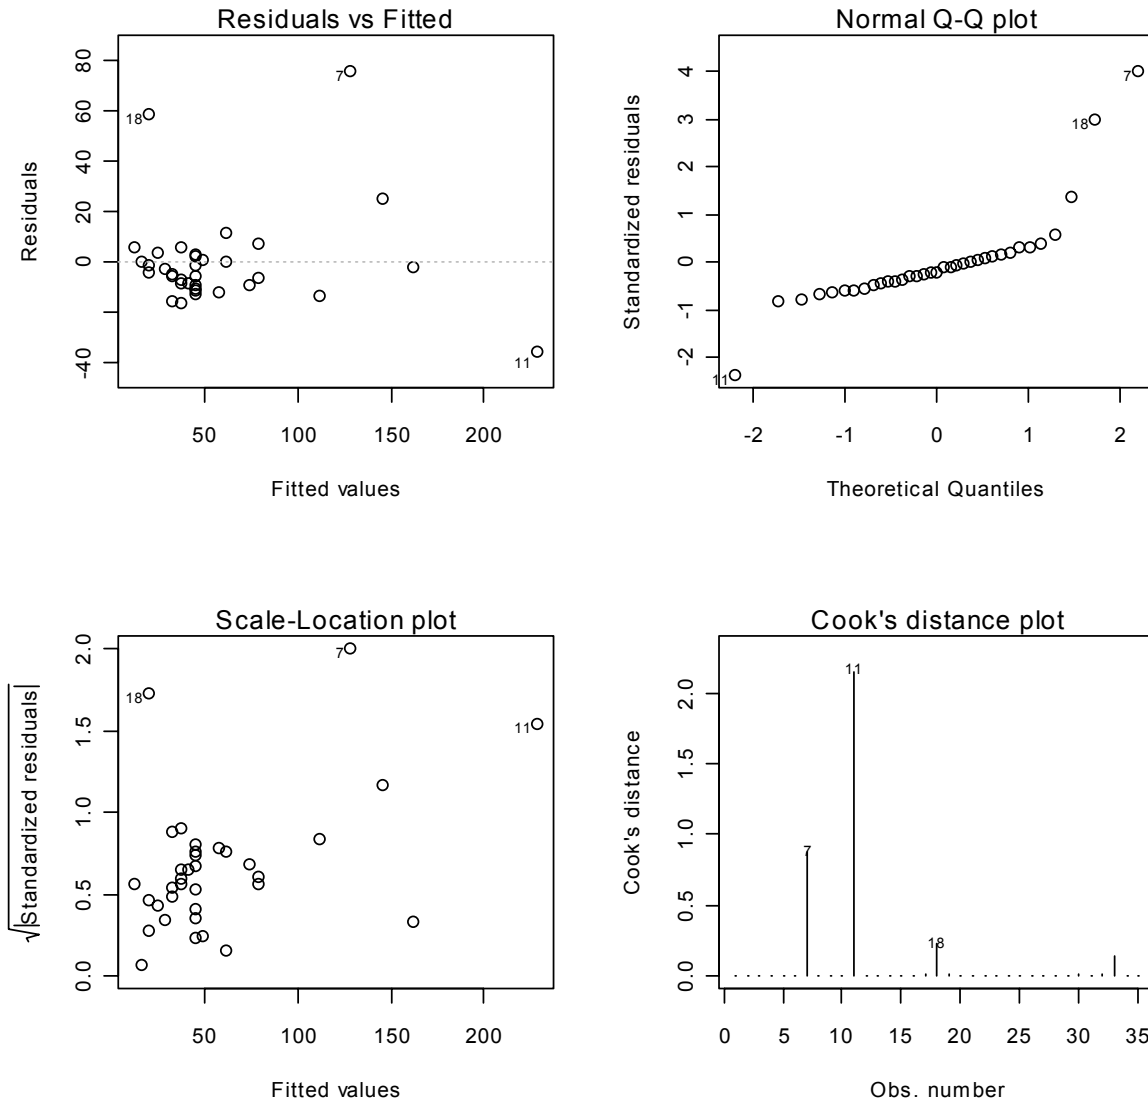 Residuals vs Fitted
Residuals
80
60
40
20
0
-40
7
18
11
50 100 150 200
Fitted values
Normal Q-Q plot
Standardized residuals
4
3
2
1
0
-1
-2
7
18
11
-2 -1 0 1 2
Theoretical Quantiles
Scale-Location plot
√|Standardized residuals|
2.0
1.5
1.0
0.5
0.0
7
18
11
50 100 150 200
Fitted values
Cook's distance plot
Cook's distance
2.0
1.5
1.0
0.5
0.0
11
7
18
0 5 10 15 20 25 30 35
Obs. number